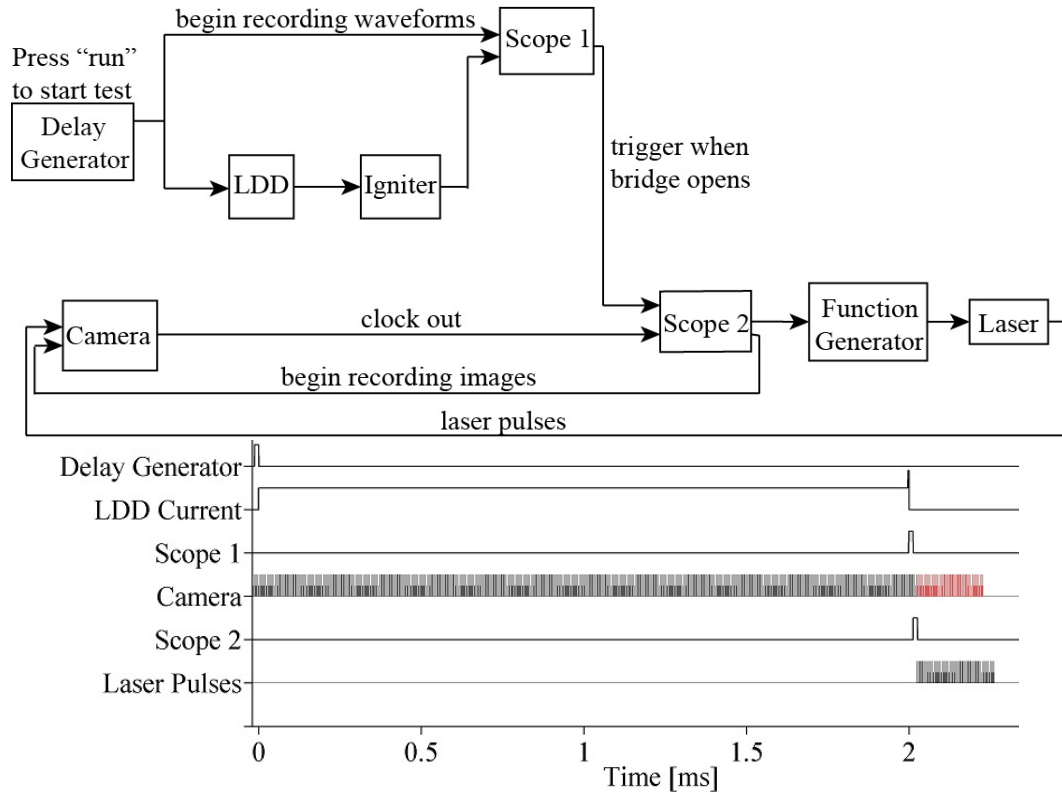 begin recording waveforms
Scope 1
Press “run”
to start test
Delay
Generator
LDD
Igniter
trigger when
bridge opens
Camera
clock out
Scope 2
Function
Generator
Laser
begin recording images
laser pulses
Delay Generator
LDD Current
Scope 1
Camera
Scope 2
Laser Pulses
0
0.5
1
1.5
2
Time [ms]